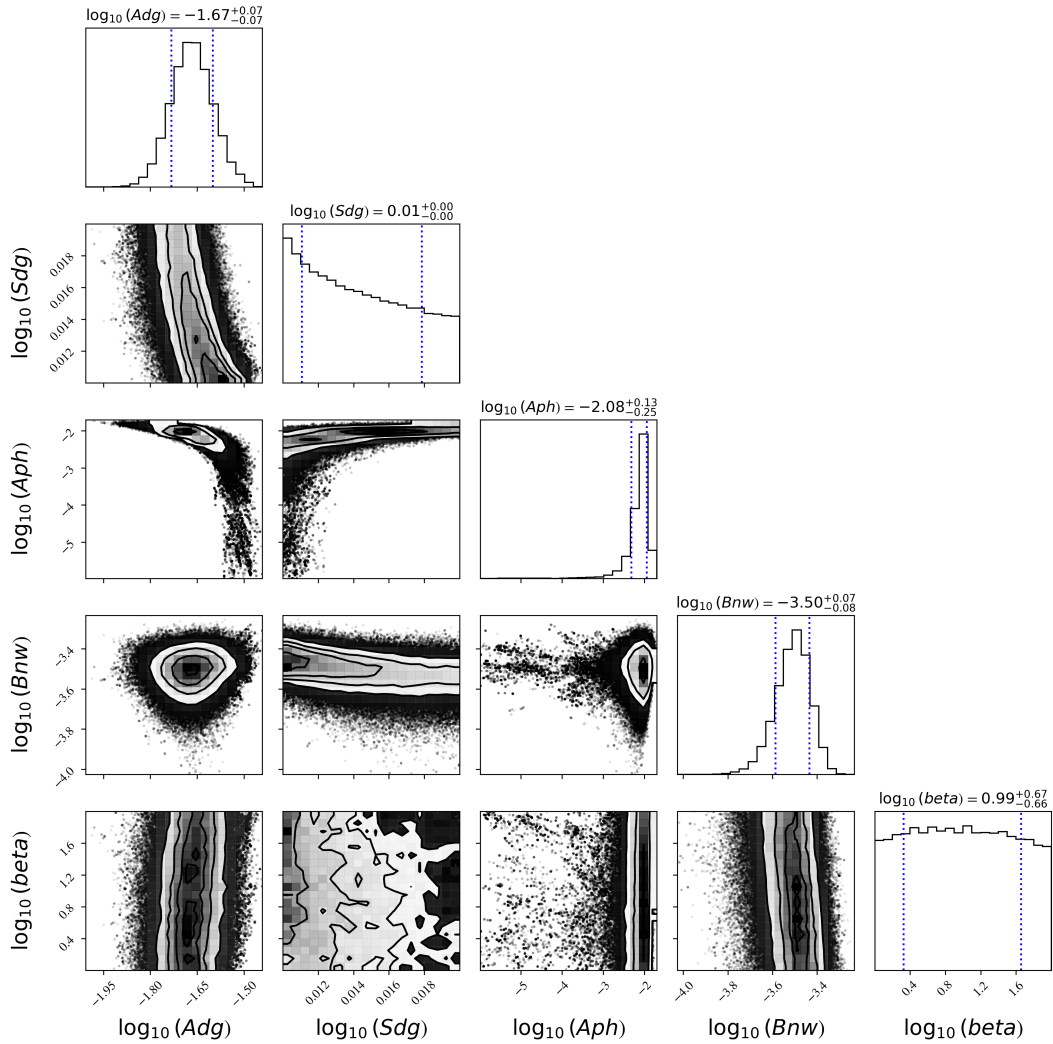 log₁₀ (Adg) = −1.67 +0.07 −0.07
log₁₀ (Sdg) = 0.01 +0.00 −0.00
log₁₀ (Sdg)
0.018
0.016
0.014
0.012
log₁₀ (Aph) = −2.08 +0.13 −0.25
log₁₀ (Aph)
−2
−3
−4
−5
log₁₀ (Bnw) = −3.50 +0.07 −0.08
log₁₀ (Bnw)
−3.4
−3.6
−3.8
−4.0
log₁₀ (beta) = 0.99 +0.67 −0.66
log₁₀ (beta)
1.6
1.2
0.8
0.4
−1.95 −1.80 −1.65 −1.50 0.012 0.014 0.016 0.018 −5 −4 −3 −2 −4.0 −3.8 −3.6 −3.4 0.4 0.8 1.2 1.6
log₁₀ (Adg) log₁₀ (Sdg) log₁₀ (Aph) log₁₀ (Bnw) log₁₀ (beta)